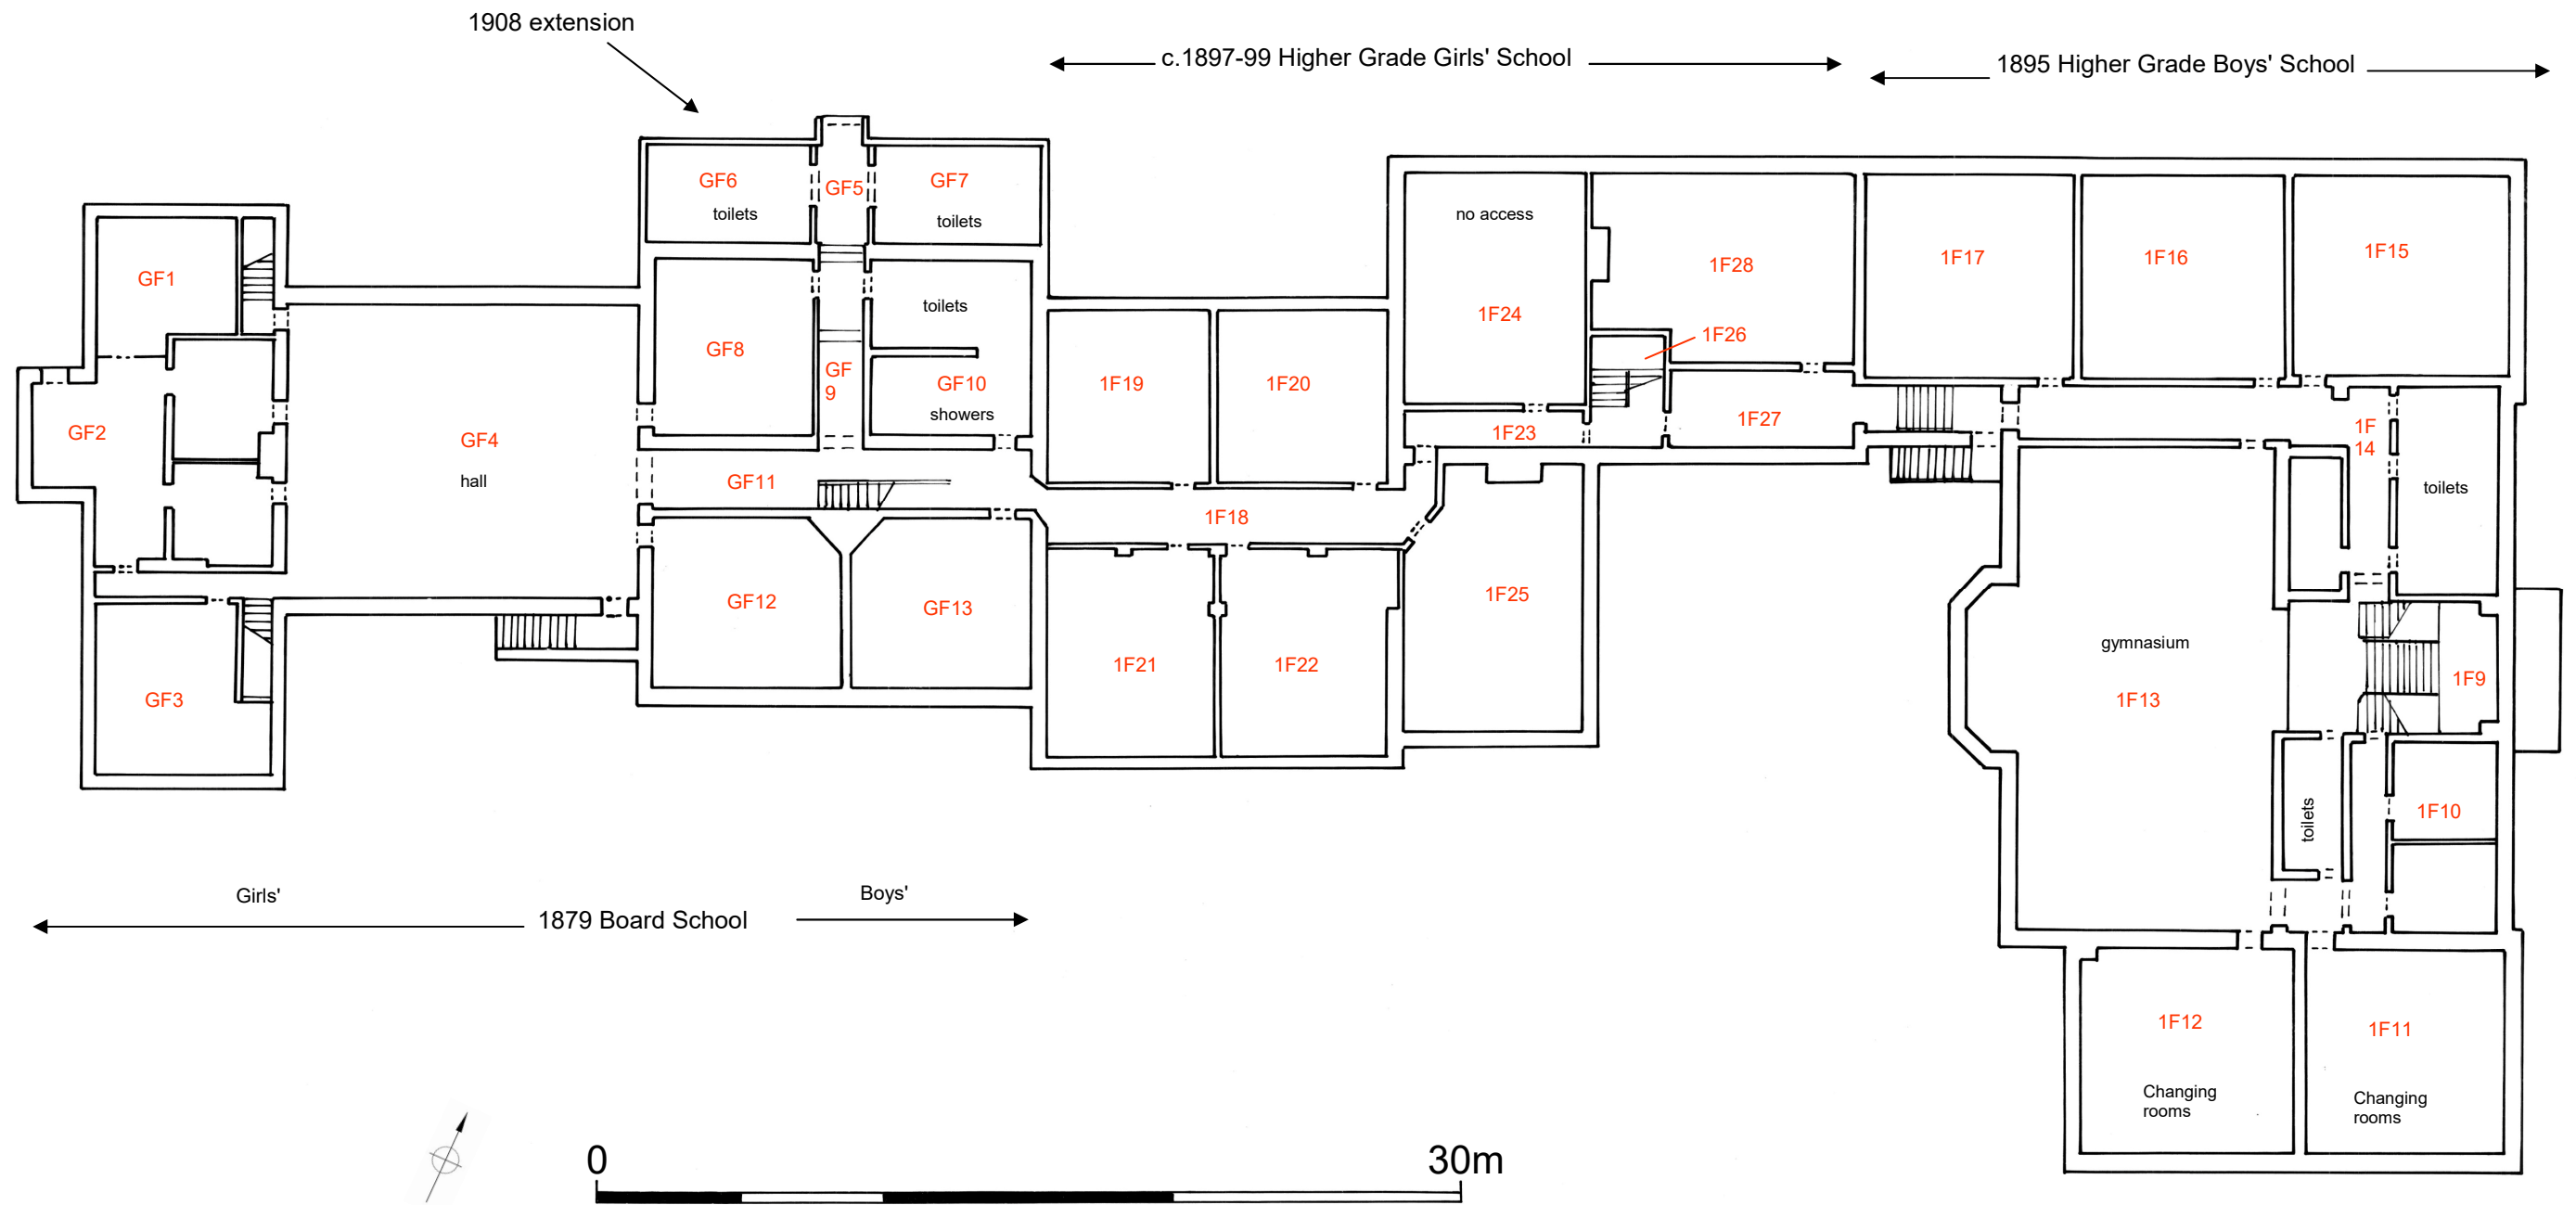 1908 extension
c.1897-99 Higher Grade Girls' School
1895 Higher Grade Boys' School
GF6
toilets
GF5
GF7
toilets
no access
GF1
1F28
1F17
1F16
1F15
toilets
1F24
1F26
GF8
GF
9
GF10
showers
1F19
1F20
GF2
GF4
hall
1F23
1F27
1F
14
toilets
GF11
1F18
GF12
GF13
1F25
gymnasium
1F13
1F9
GF3
1F21
1F22
toilets
1F10
Girls'
Boys'
1879 Board School
1F12
1F11
Changing
rooms
Changing
rooms
0
30m